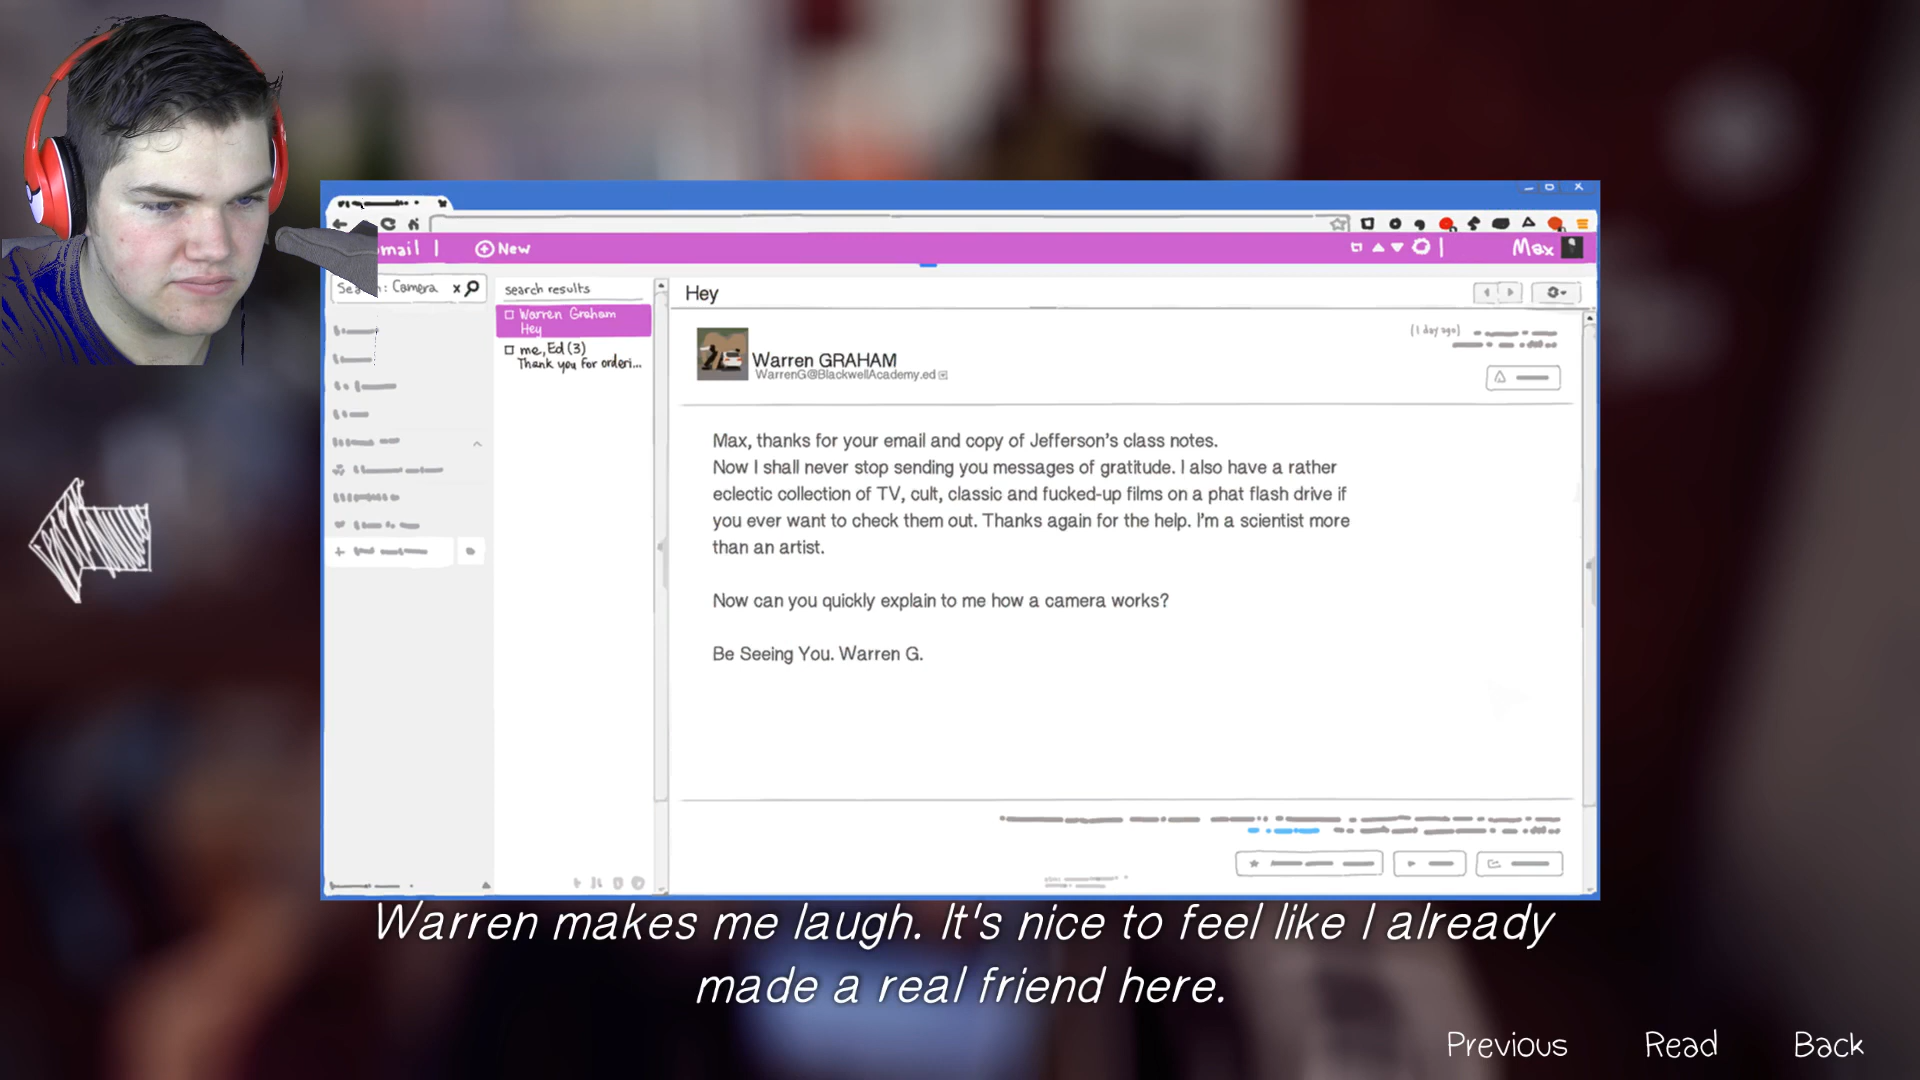 mail | New
Max
Search: Camera x
search results
Warren Graham
Hey
me, Ed (3)
Thank you for orderi...
Hey
(1 day ago)
Warren GRAHAM
WarrenG@BlackwellAcademy.ed
Max, thanks for your email and copy of Jefferson's class notes.
Now I shall never stop sending you messages of gratitude. I also have a rather
eclectic collection of TV, cult, classic and fucked-up films on a phat flash drive if
you ever want to check them out. Thanks again for the help. I'm a scientist more
than an artist.
Now can you quickly explain to me how a camera works?
Be Seeing You. Warren G.
Warren makes me laugh. It's nice to feel like I already
made a real friend here.
Previous Read Back